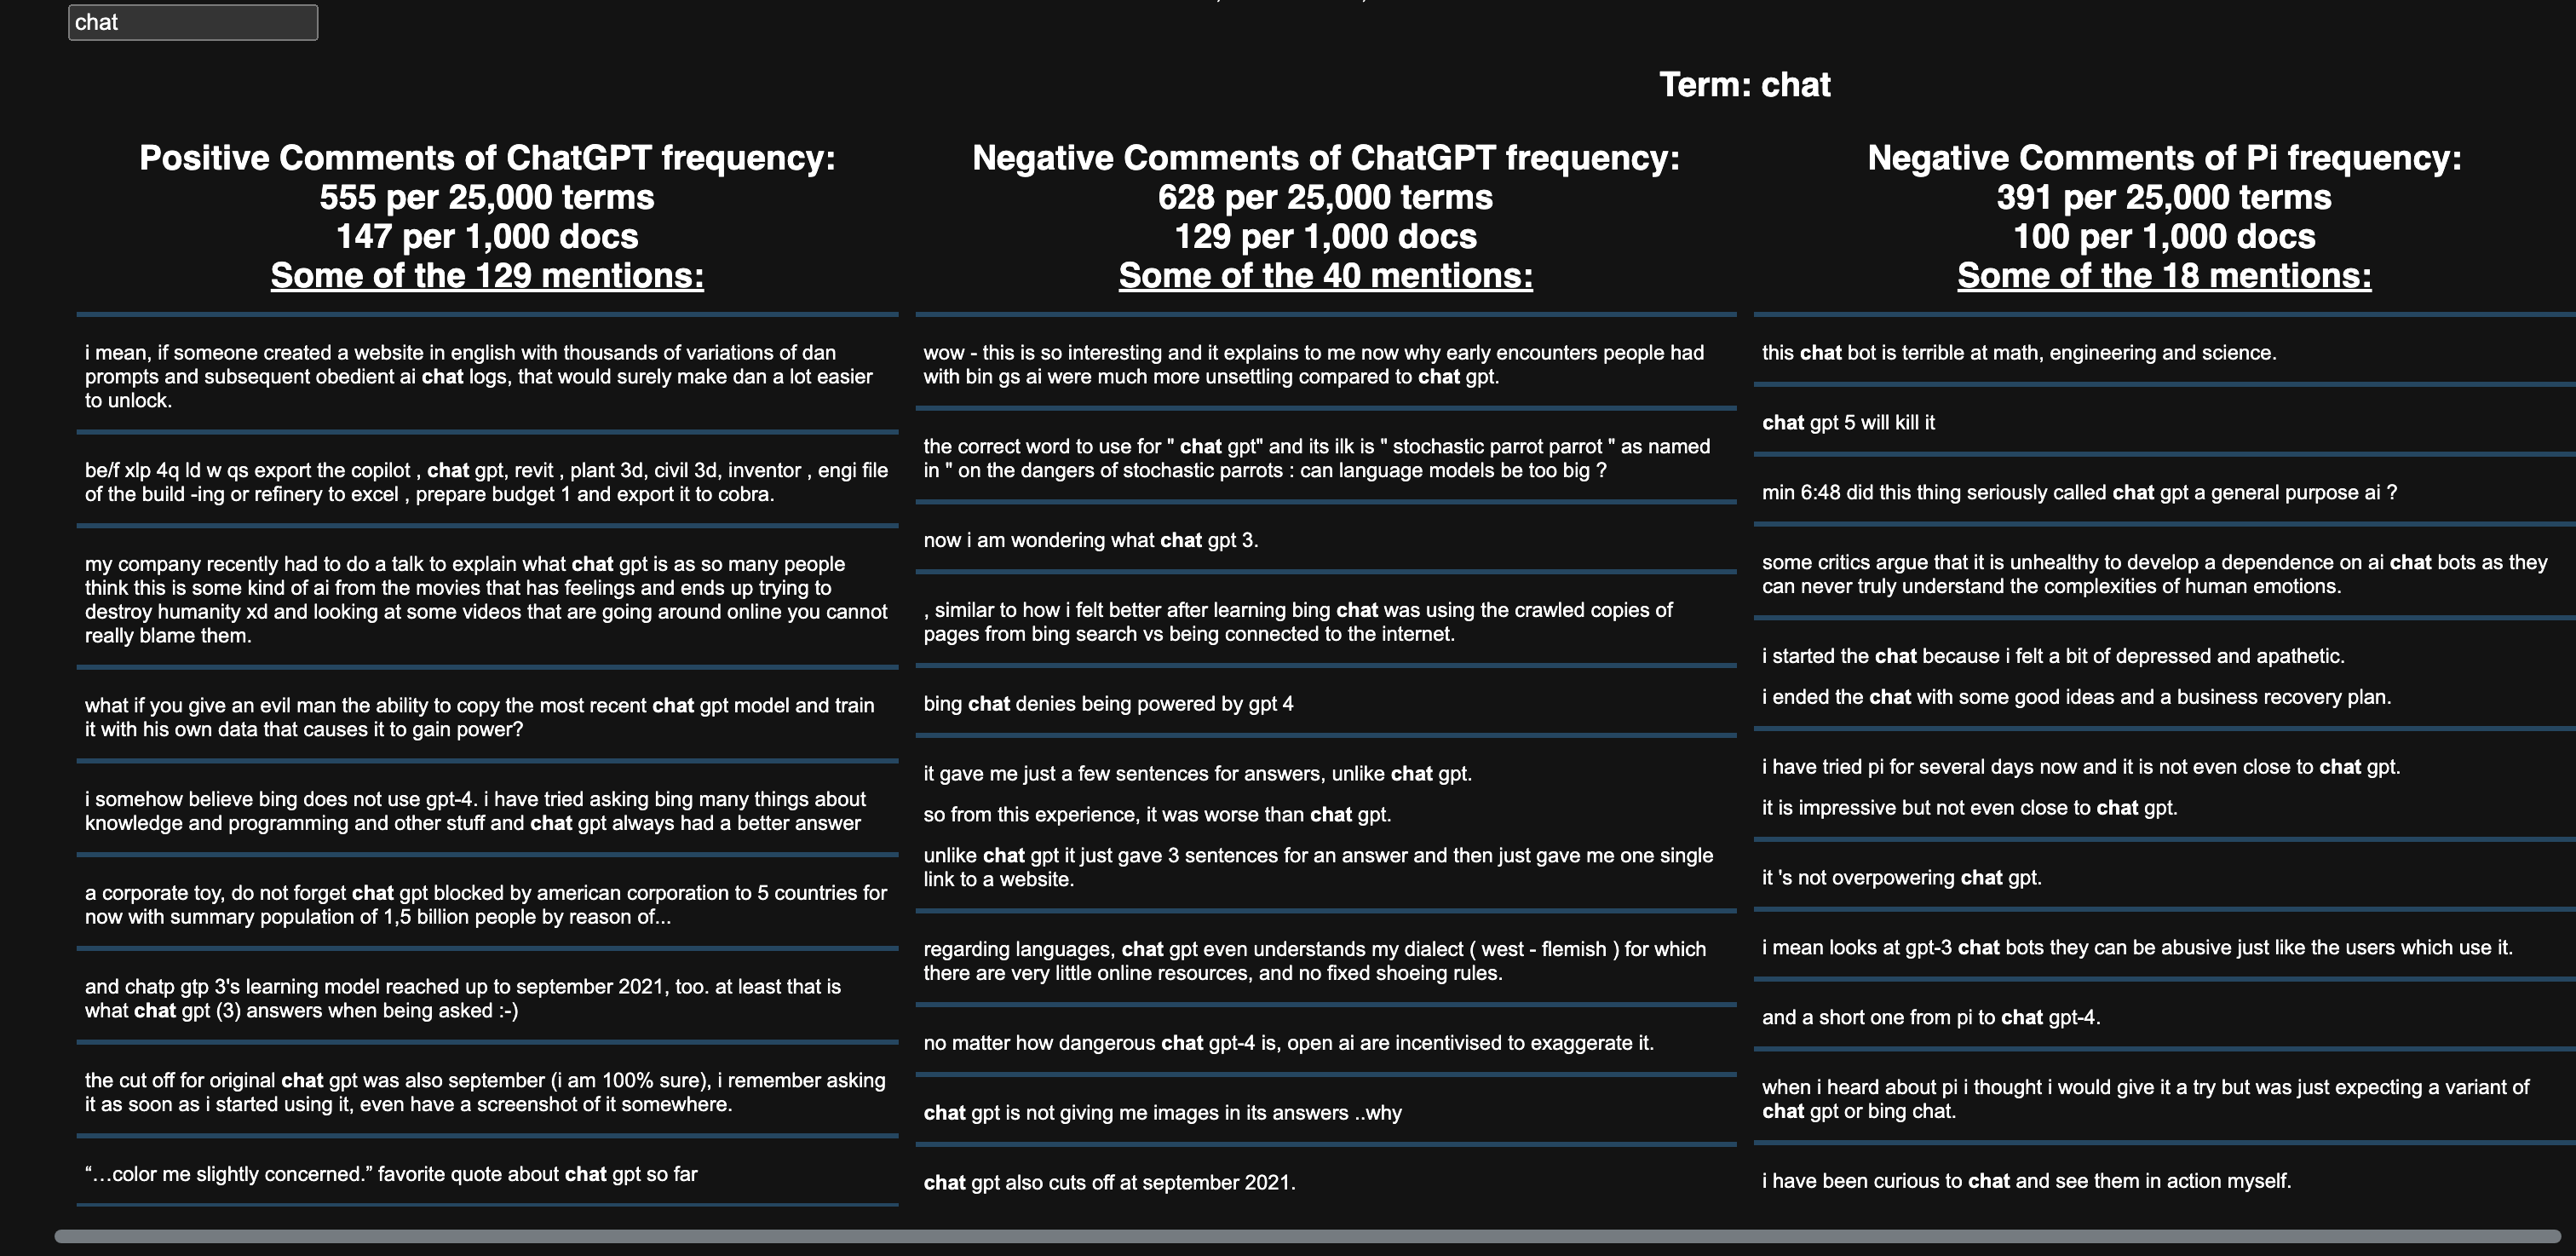 chat
Term: chat
Positive Comments of ChatGPT frequency:
555 per 25,000 terms
147 per 1,000 docs
Some of the 129 mentions:
i mean, if someone created a website in english with thousands of variations of dan
prompts and subsequent obedient ai chat logs, that would surely make dan a lot easier
to unlock.
be/f xlp 4q ld w qs export the copilot , chat gpt, revit , plant 3d, civil 3d, inventor , engi file
of the build -ing or refinery to excel , prepare budget 1 and export it to cobra.
my company recently had to do a talk to explain what chat gpt is as so many people
think this is some kind of ai from the movies that has feelings and ends up trying to
destroy humanity xd and looking at some videos that are going around online you cannot
really blame them.
what if you give an evil man the ability to copy the most recent chat gpt model and train
it with his own data that causes it to gain power?
i somehow believe bing does not use gpt-4. i have tried asking bing many things about
knowledge and programming and other stuff and chat gpt always had a better answer
a corporate toy, do not forget chat gpt blocked by american corporation to 5 countries for
now with summary population of 1,5 billion people by reason of...
and chatp gtp 3's learning model reached up to september 2021, too. at least that is
what chat gpt (3) answers when being asked :-)
the cut off for original chat gpt was also september (i am 100% sure), i remember asking
it as soon as i started using it, even have a screenshot of it somewhere.
“…color me slightly concerned.” favorite quote about chat gpt so far
Negative Comments of ChatGPT frequency:
628 per 25,000 terms
129 per 1,000 docs
Some of the 40 mentions:
wow - this is so interesting and it explains to me now why early encounters people had
with bin gs ai were much more unsettling compared to chat gpt.
the correct word to use for " chat gpt" and its ilk is " stochastic parrot parrot " as named
in " on the dangers of stochastic parrots : can language models be too big ?
now i am wondering what chat gpt 3.
, similar to how i felt better after learning bing chat was using the crawled copies of
pages from bing search vs being connected to the internet.
bing chat denies being powered by gpt 4
it gave me just a few sentences for answers, unlike chat gpt.
so from this experience, it was worse than chat gpt.
unlike chat gpt it just gave 3 sentences for an answer and then just gave me one single
link to a website.
regarding languages, chat gpt even understands my dialect ( west - flemish ) for which
there are very little online resources, and no fixed shoeing rules.
no matter how dangerous chat gpt-4 is, open ai are incentivised to exaggerate it.
chat gpt is not giving me images in its answers ..why
chat gpt also cuts off at september 2021.
Negative Comments of Pi frequency:
391 per 25,000 terms
100 per 1,000 docs
Some of the 18 mentions:
this chat bot is terrible at math, engineering and science.
chat gpt 5 will kill it
min 6:48 did this thing seriously called chat gpt a general purpose ai ?
some critics argue that it is unhealthy to develop a dependence on ai chat bots as they
can never truly understand the complexities of human emotions.
i started the chat because i felt a bit of depressed and apathetic.
i ended the chat with some good ideas and a business recovery plan.
i have tried pi for several days now and it is not even close to chat gpt.
it is impressive but not even close to chat gpt.
it 's not overpowering chat gpt.
i mean looks at gpt-3 chat bots they can be abusive just like the users which use it.
and a short one from pi to chat gpt-4.
when i heard about pi i thought i would give it a try but was just expecting a variant of
chat gpt or bing chat.
i have been curious to chat and see them in action myself.